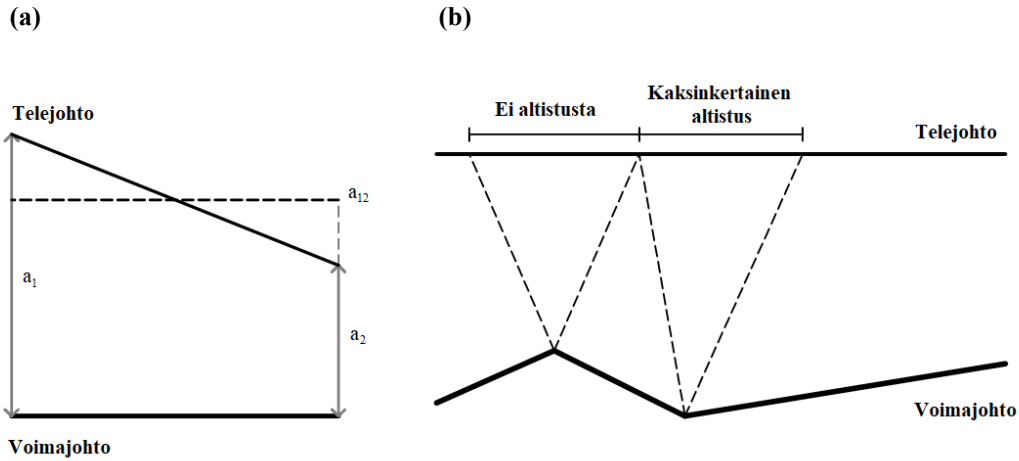 (a)
Telejohto
a12
a1
a2
Voimajohto
(b)
Ei altistusta
Kaksinkertainen
altistus
Telejohto
Voimajohto